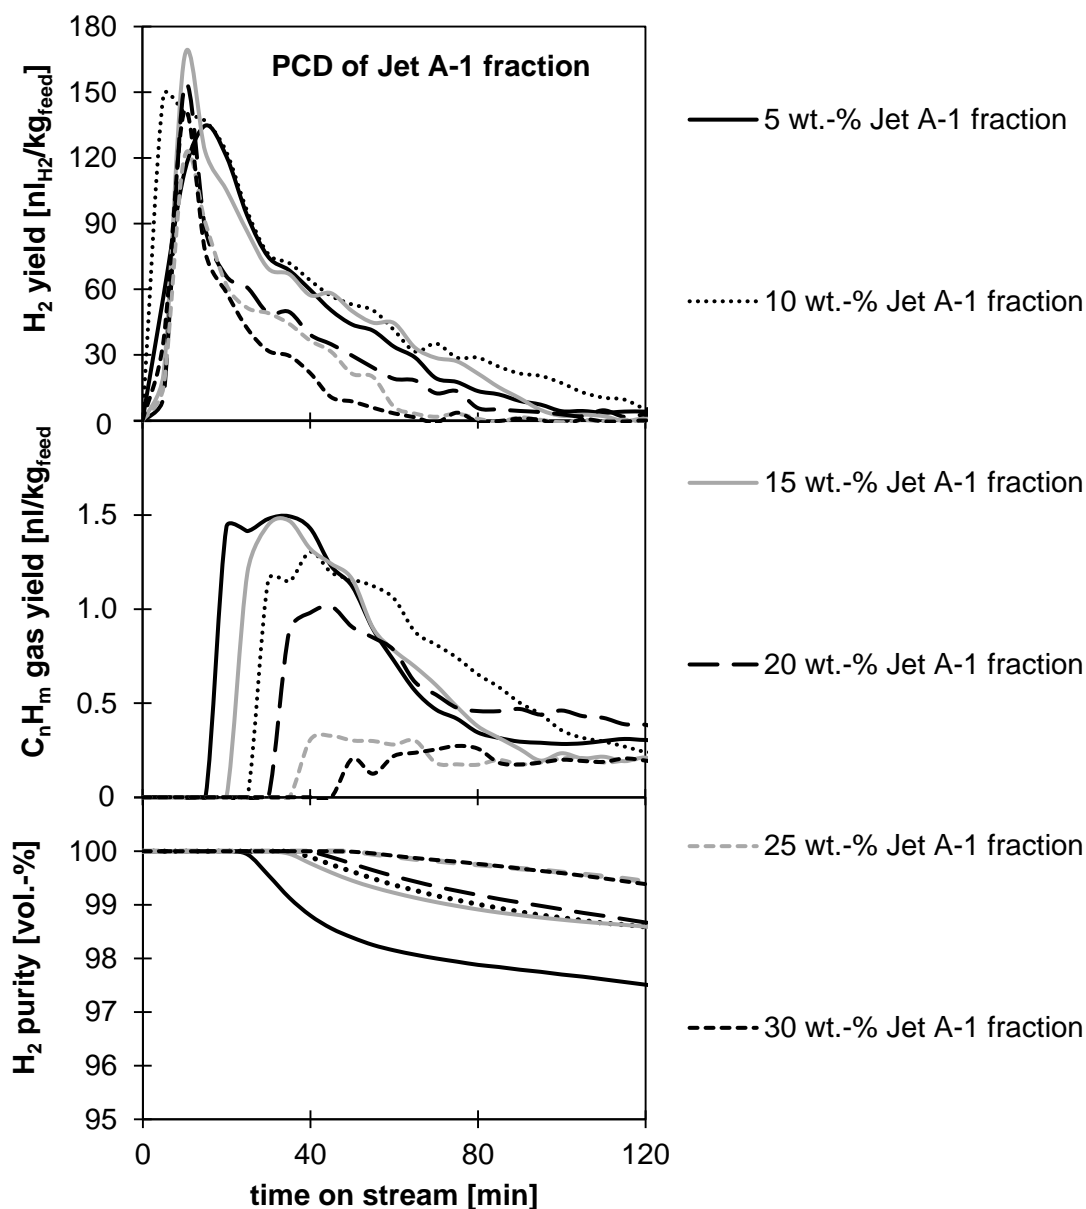 PCD of Jet A-1 fraction
H2 yield [nlH2/kgfeed]
180
150
120
90
60
30
0
CnHm gas yield [nl/kgfeed]
1.5
1.0
0.5
0
H2 purity [vol.-%]
100
99
98
97
96
95
0 40 80 120
time on stream [min]
5 wt.-% Jet A-1 fraction
10 wt.-% Jet A-1 fraction
15 wt.-% Jet A-1 fraction
20 wt.-% Jet A-1 fraction
25 wt.-% Jet A-1 fraction
30 wt.-% Jet A-1 fraction